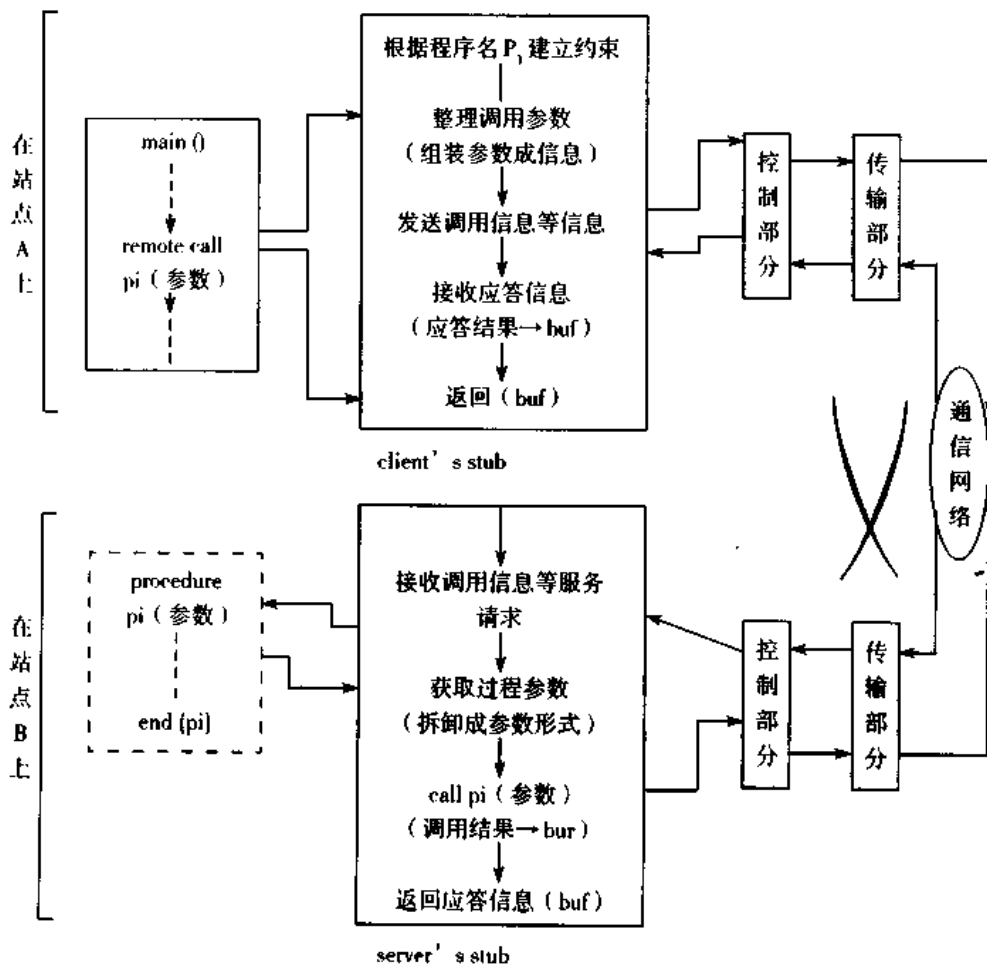 在站点A上
main ()
remote call
pi（参数）
根据程序名 P1 建立约束
整理调用参数
（组装参数成信息）
发送调用信息等信息
接收应答信息
（应答结果→buf）
返回（buf）
client’s stub
控制部分
传输部分
通信网络
在站点B上
procedure
pi（参数）
end (pi)
接收调用信息等服务
请求
获取过程参数
（拆卸成参数形式）
call pi（参数）
（调用结果→bur）
返回应答信息（buf）
server’s stub
控制部分
传输部分